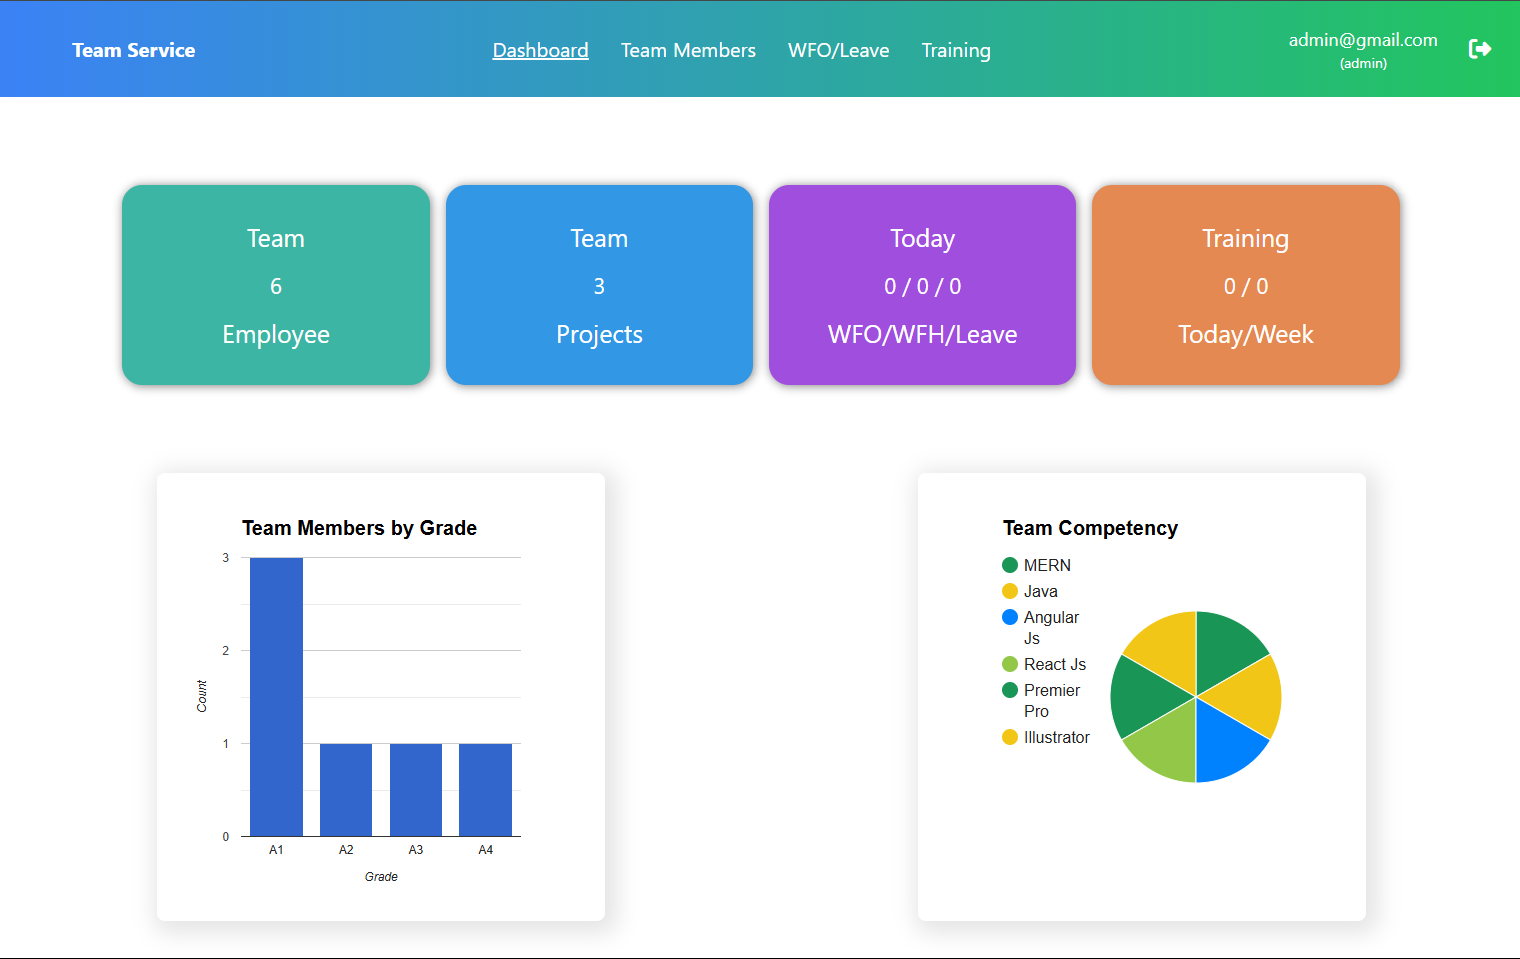 Team Service
Dashboard
Team Members
WFO/Leave
Training
admin@gmail.com
(admin)
Team
6
Employee
Team
3
Projects
Today
0 / 0 / 0
WFO/WFH/Leave
Training
0 / 0
Today/Week
Team Members by Grade
3
2
1
0
Count
A1
A2
A3
A4
Grade
Team Competency
MERN
Java
Angular
Js
React Js
Premier
Pro
Illustrator